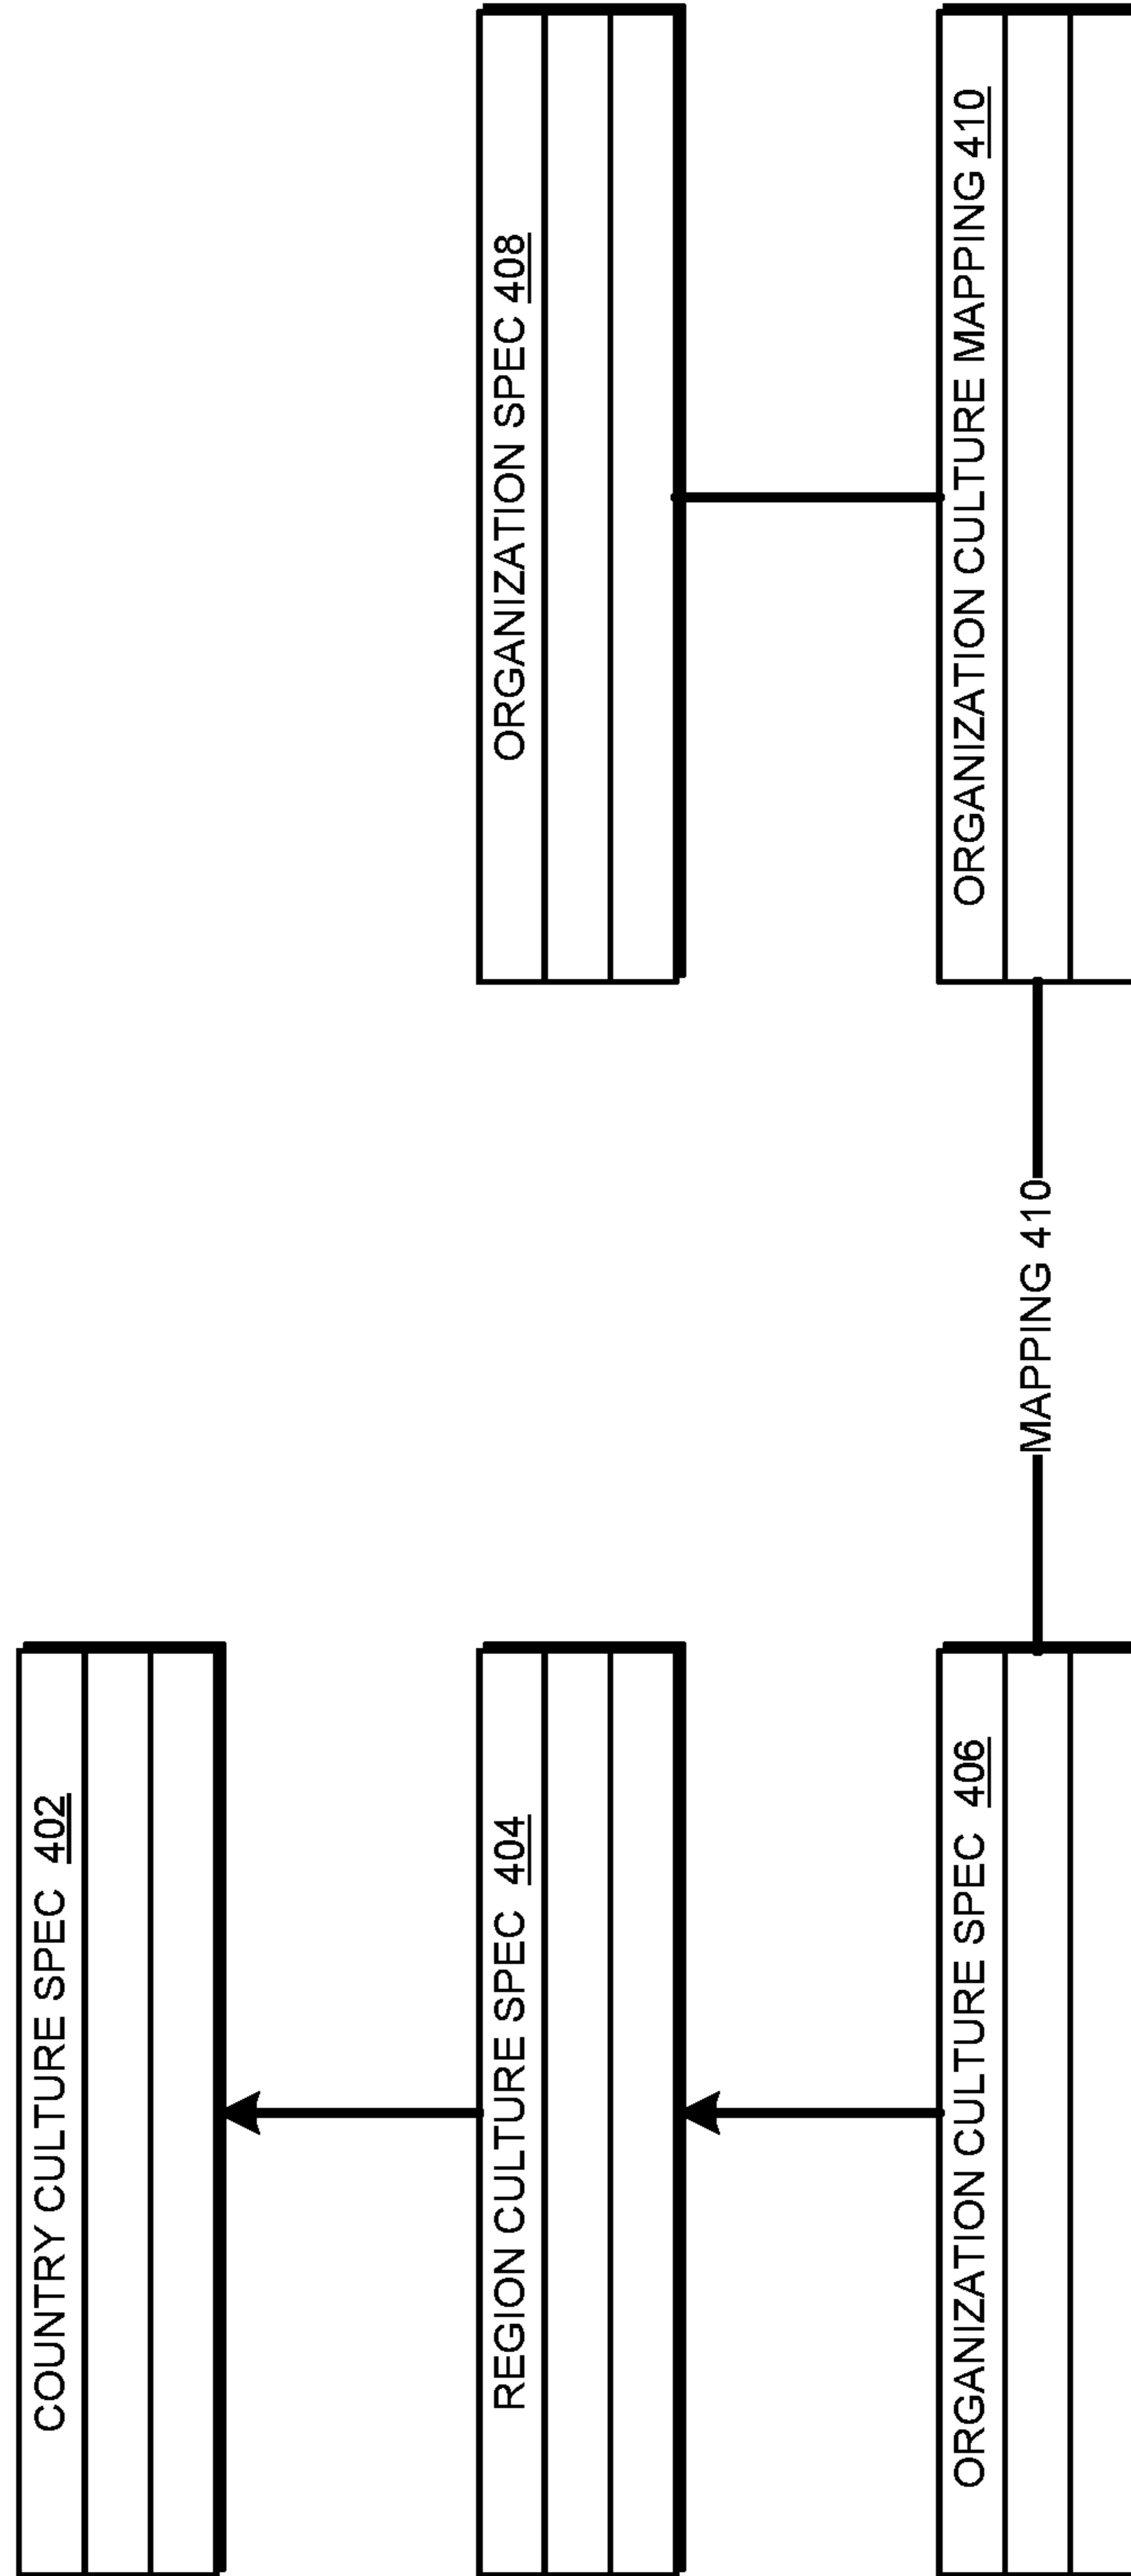 COUNTRY CULTURE SPEC 402
REGION CULTURE SPEC 404
ORGANIZATION SPEC 408
ORGANIZATION CULTURE SPEC 406
MAPPING 410
ORGANIZATION CULTURE MAPPING 410